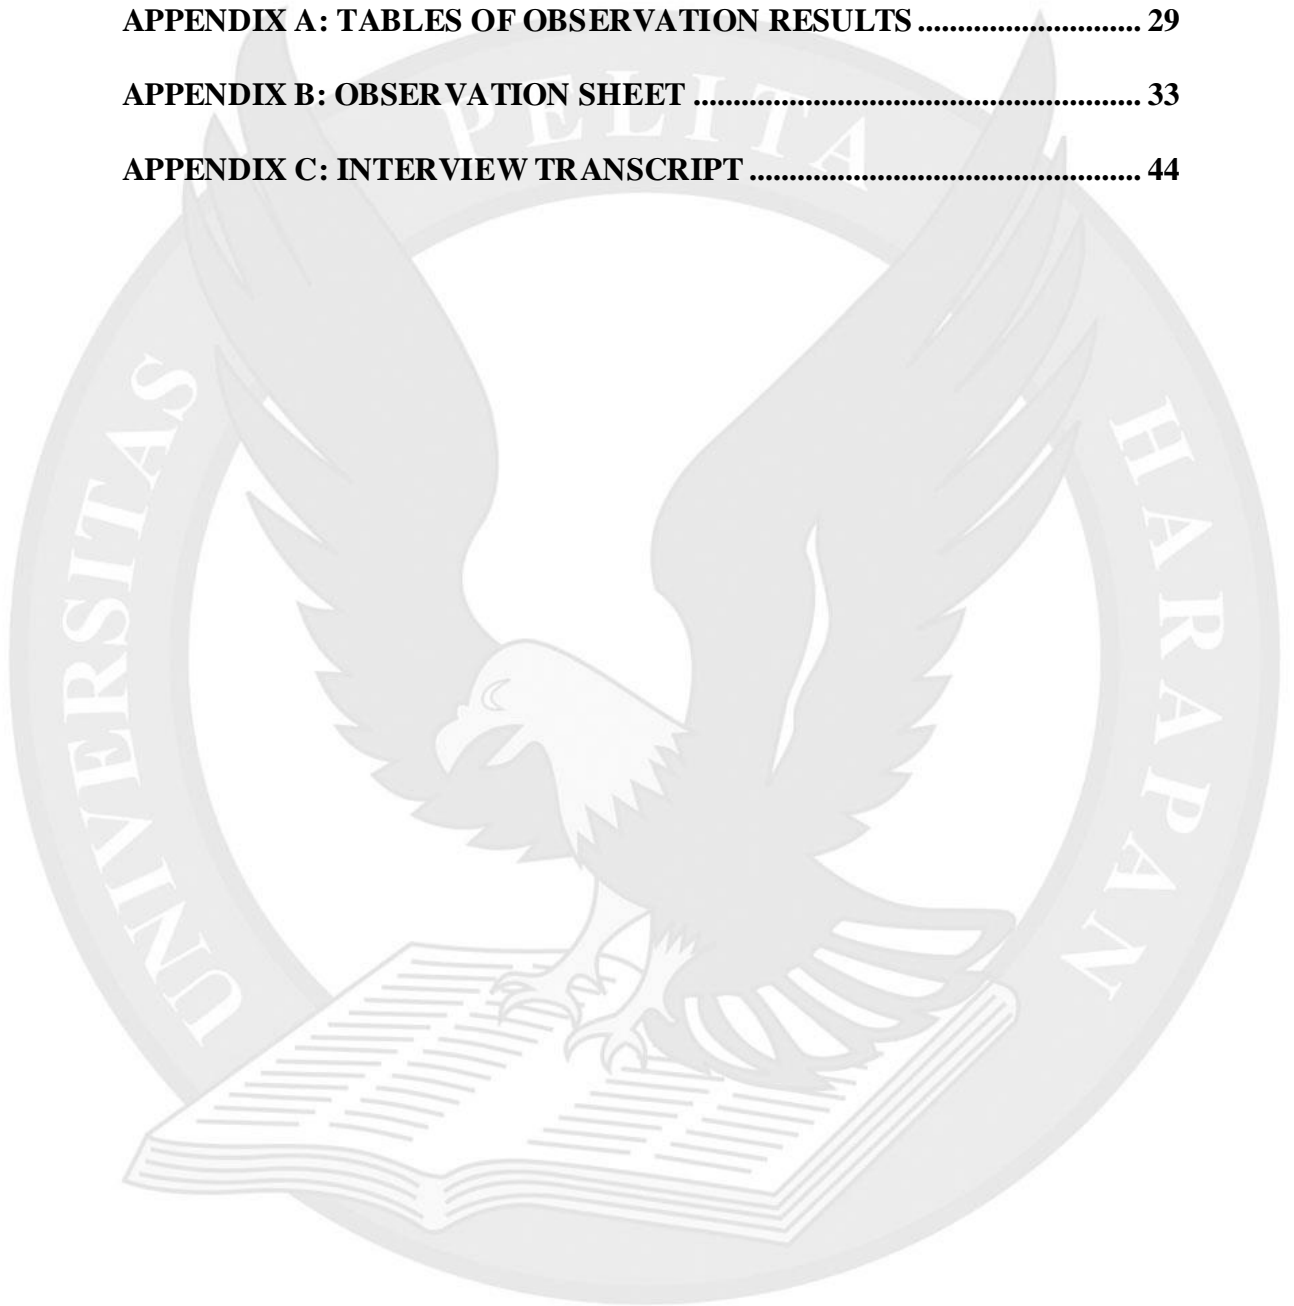 APPENDIX A: TABLES OF OBSERVATION RESULTS ............................ 29
APPENDIX B: OBSERVATION SHEET ........................................................ 33
APPENDIX C: INTERVIEW TRANSCRIPT ................................................. 44
UNIVERSITAS PELITA HARAPAN